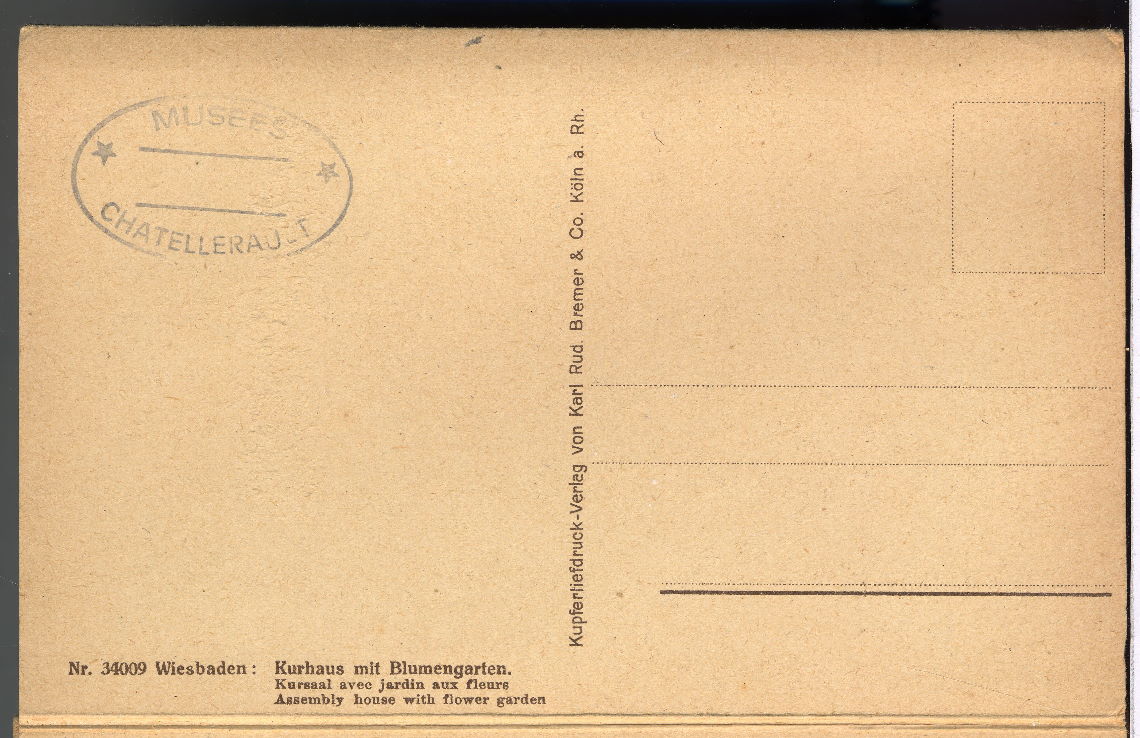 MUSEES
CHATELLERAULT
Kupfertiefdruck-Verlag von Karl Rud. Bremer & Co. Köln a. Rh.
Nr. 34009 Wiesbaden: Kurhaus mit Blumengarten.
Kursaal avec jardin aux fleurs
Assembly house with flower garden